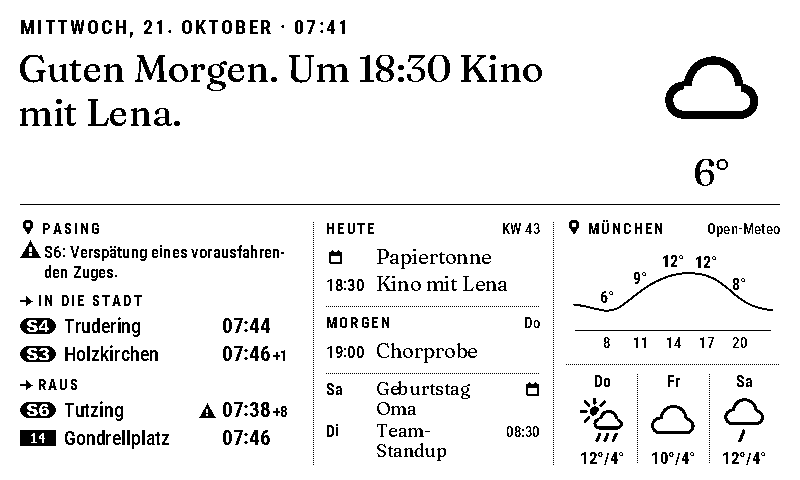 MITTWOCH, 21. OKTOBER · 07:41
Guten Morgen. Um 18:30 Kino
mit Lena.
6°
PASING
S6: Verspätung eines vorausfahren-
den Zuges.
→ IN DIE STADT
S4 Trudering 07:44
S3 Holzkirchen 07:46 +1
→ RAUS
S6 Tutzing 07:38 +8
14 Gondrellplatz 07:46
HEUTE KW 43
Papiertonne
18:30 Kino mit Lena
MORGEN Do
19:00 Chorprobe
Sa Geburtstag
Oma
Di Team- 08:30
Standup
MÜNCHEN Open-Meteo
6° 9° 12° 12° 8°
8 11 14 17 20
Do Fr Sa
12°/4° 10°/4° 12°/4°